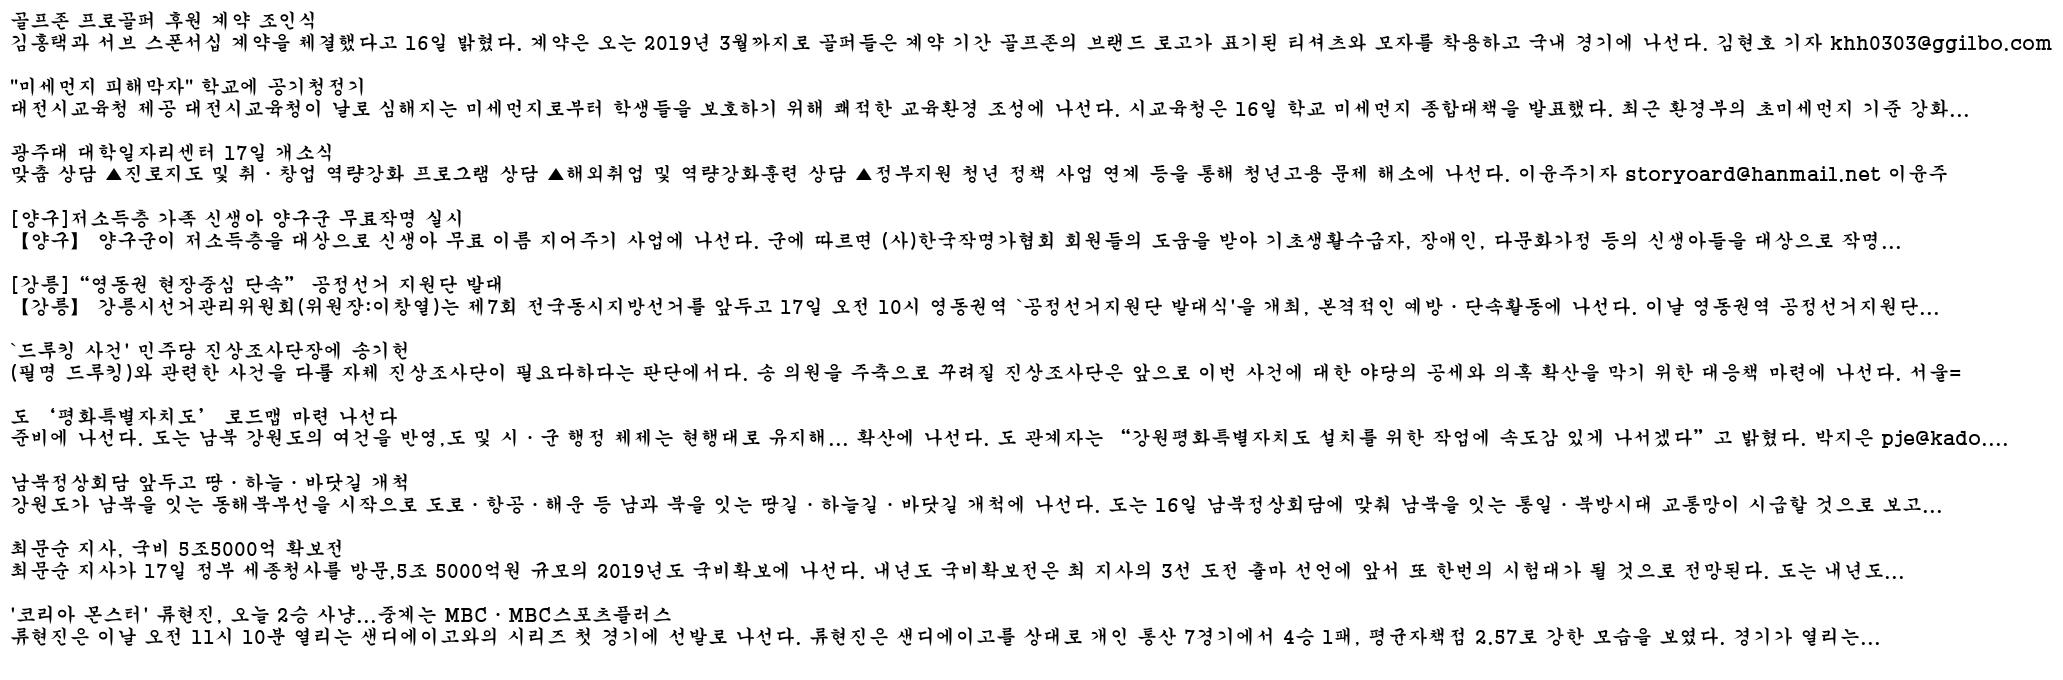 골프존 프로골퍼 후원 계약 조인식
김홍택과 서브 스폰서십 계약을 체결했다고 16일 밝혔다. 계약은 오는 2019년 3월까지로 골퍼들은 계약 기간 골프존의 브랜드 로고가 표기된 티셔츠와 모자를 착용하고 국내 경기에 나선다. 김현호 기자 khh0303@ggilbo.com
"미세먼지 피해막자" 학교에 공기청정기
대전시교육청 제공 대전시교육청이 날로 심해지는 미세먼지로부터 학생들을 보호하기 위해 쾌적한 교육환경 조성에 나선다. 시교육청은 16일 학교 미세먼지 종합대책을 발표했다. 최근 환경부의 초미세먼지 기준 강화...
광주대 대학일자리센터 17일 개소식
맞춤 상담 ▲진로지도 및 취·창업 역량강화 프로그램 상담 ▲해외취업 및 역량강화훈련 상담 ▲정부지원 청년 정책 사업 연계 등을 통해 청년고용 문제 해소에 나선다. 이윤주기자 storyoard@hanmail.net 이윤주
[양구]저소득층 가족 신생아 양구군 무료작명 실시
【양구】 양구군이 저소득층을 대상으로 신생아 무료 이름 지어주기 사업에 나선다. 군에 따르면 (사)한국작명가협회 회원들의 도움을 받아 기초생활수급자, 장애인, 다문화가정 등의 신생아들을 대상으로 작명...
[강릉] “영동권 현장중심 단속” 공정선거 지원단 발대
【강릉】 강릉시선거관리위원회(위원장:이창열)는 제7회 전국동시지방선거를 앞두고 17일 오전 10시 영동권역 `공정선거지원단 발대식'을 개최, 본격적인 예방·단속활동에 나선다. 이날 영동권역 공정선거지원단...
`드루킹 사건' 민주당 진상조사단장에 송기헌
(필명 드루킹)와 관련한 사건을 다룰 자체 진상조사단이 필요다하다는 판단에서다. 송 의원을 주축으로 꾸려질 진상조사단은 앞으로 이번 사건에 대한 야당의 공세와 의혹 확산을 막기 위한 대응책 마련에 나선다. 서울=
도 ‘평화특별자치도’ 로드맵 마련 나선다
준비에 나선다. 도는 남북 강원도의 여건을 반영,도 및 시·군 행정 체제는 현행대로 유지해... 확산에 나선다. 도 관계자는 “강원평화특별자치도 설치를 위한 작업에 속도감 있게 나서겠다”고 밝혔다. 박지은 pje@kado....
남북정상회담 앞두고 땅·하늘·바닷길 개척
강원도가 남북을 잇는 동해북부선을 시작으로 도로·항공·해운 등 남과 북을 잇는 땅길·하늘길·바닷길 개척에 나선다. 도는 16일 남북정상회담에 맞춰 남북을 잇는 통일·북방시대 교통망이 시급할 것으로 보고...
최문순 지사, 국비 5조5000억 확보전
최문순 지사가 17일 정부 세종청사를 방문,5조 5000억원 규모의 2019년도 국비확보에 나선다. 내년도 국비확보전은 최 지사의 3선 도전 출마 선언에 앞서 또 한번의 시험대가 될 것으로 전망된다. 도는 내년도...
'코리아 몬스터' 류현진, 오늘 2승 사냥...중계는 MBC·MBC스포츠플러스
류현진은 이날 오전 11시 10분 열리는 샌디에이고와의 시리즈 첫 경기에 선발로 나선다. 류현진은 샌디에이고를 상대로 개인 통산 7경기에서 4승 1패, 평균자책점 2.57로 강한 모습을 보였다. 경기가 열리는...